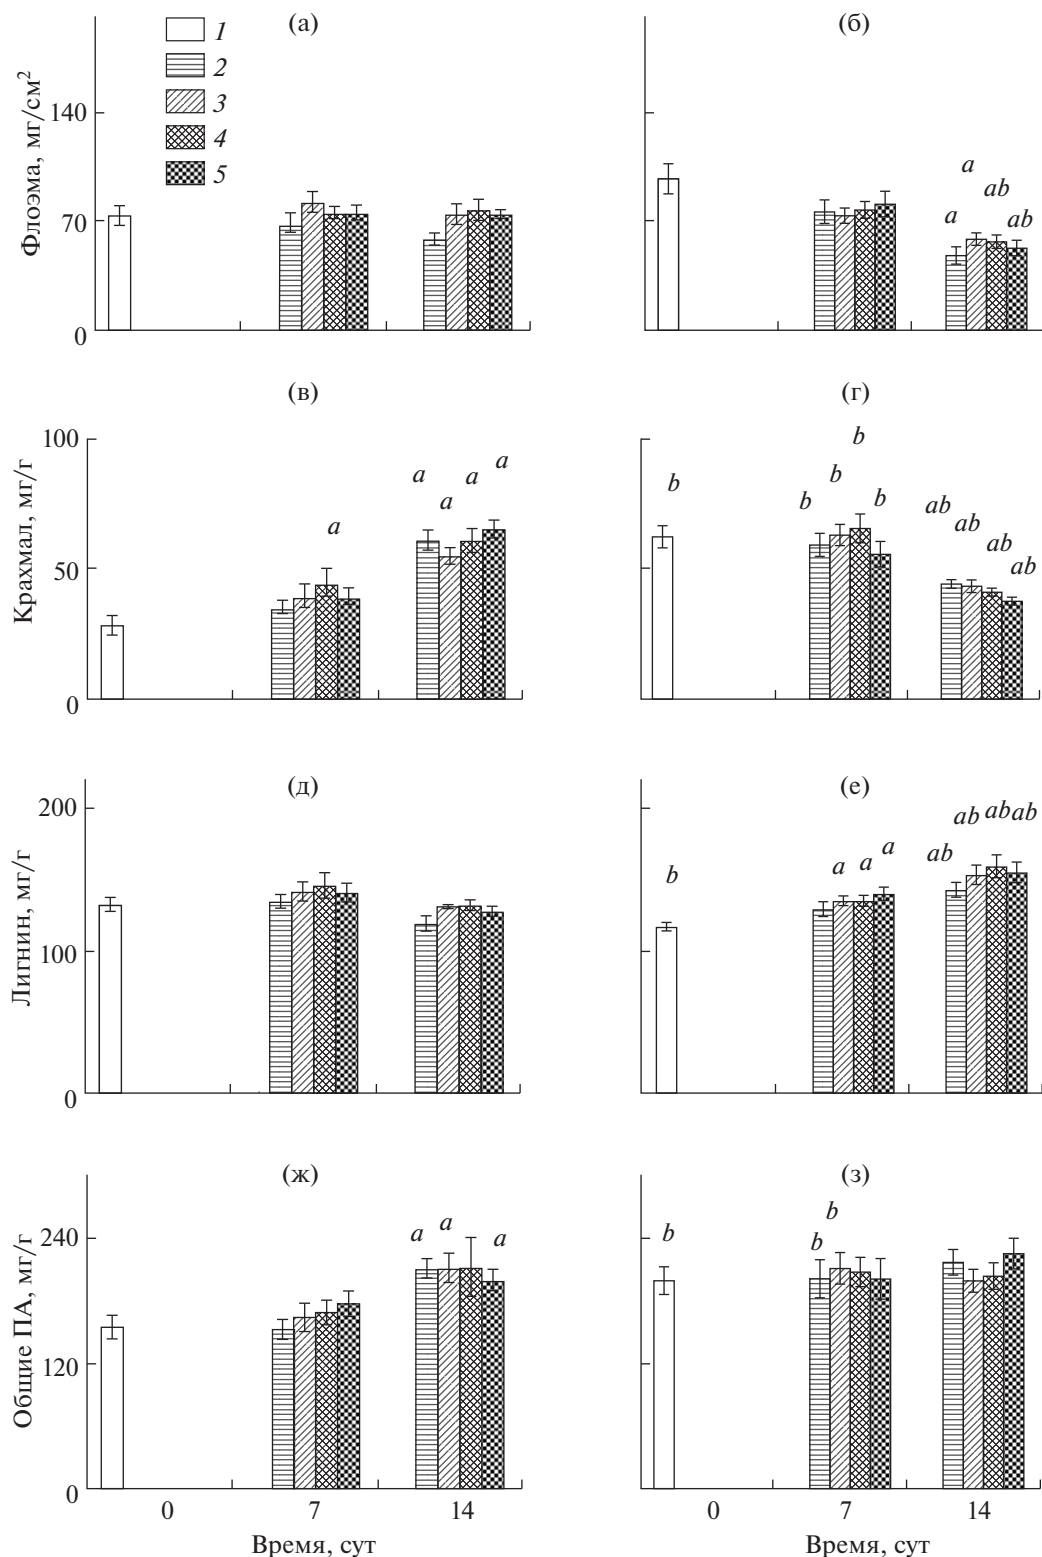 (а)
1
2
3
4
5
Флоэма, мг/см2
140
70
0
(б)
a
ab
a
ab
(в)
Крахмал, мг/г
100
50
0
a
a
a
a
a
(г)
b
b
b
b
b
ab
ab
ab
ab
(д)
Лигнин, мг/г
200
100
0
(е)
b
a
a
a
ab
ab
ab
ab
(ж)
Общие ПА, мг/г
240
120
0
a
a
a
0
7
14
Время, сут
(з)
b
b
b
0
7
14
Время, сут